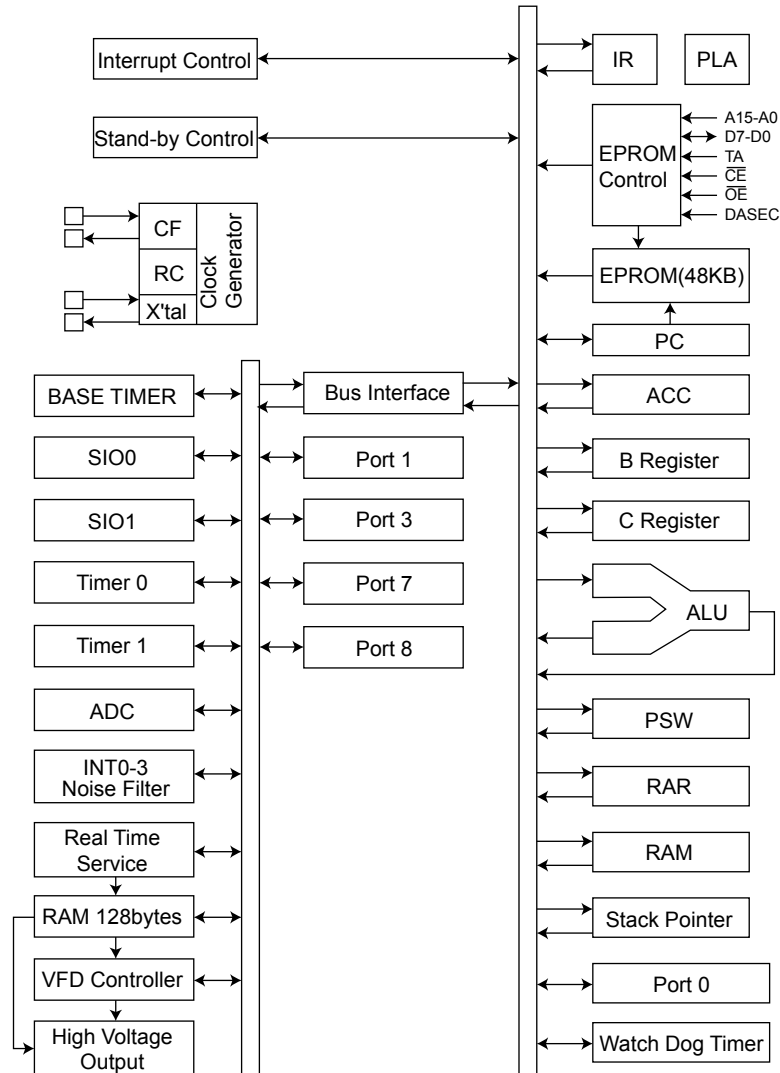 Interrupt Control
IR
PLA
Stand-by Control
EPROM
Control
A15-A0
D7-D0
TA
CE
OE
DASEC
CF
RC
X'tal
Clock
Generator
EPROM(48KB)
PC
BASE TIMER
Bus Interface
ACC
SIO0
Port 1
B Register
SIO1
Port 3
C Register
Timer 0
Port 7
ALU
Timer 1
Port 8
ADC
PSW
INT0-3
Noise Filter
RAR
Real Time
Service
RAM
RAM 128bytes
Stack Pointer
VFD Controller
Port 0
High Voltage
Output
Watch Dog Timer